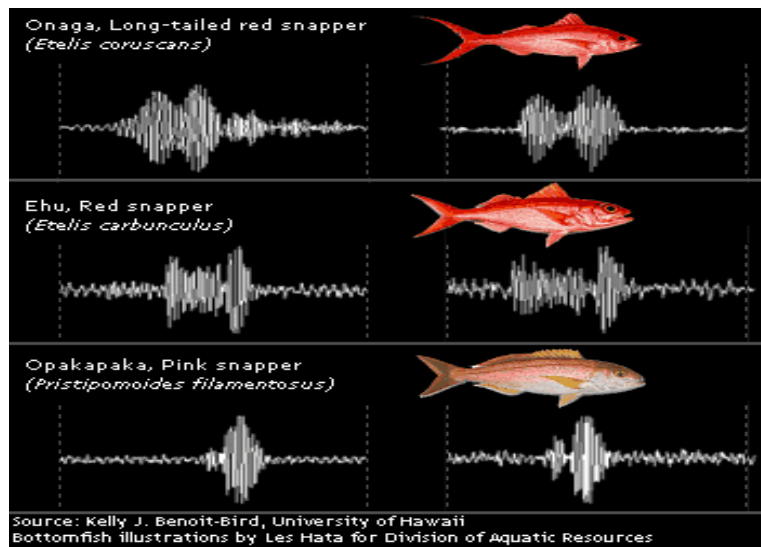 Onaga, Long-tailed red snapper
(Etelis coruscans)
Ehu, Red snapper
(Etelis carbunculus)
Opakapaka, Pink snapper
(Pristipomoides filamentosus)
Source: Kelly J. Benoit-Bird, University of Hawaii
Bottomfish illustrations by Les Hata for Division of Aquatic Resources